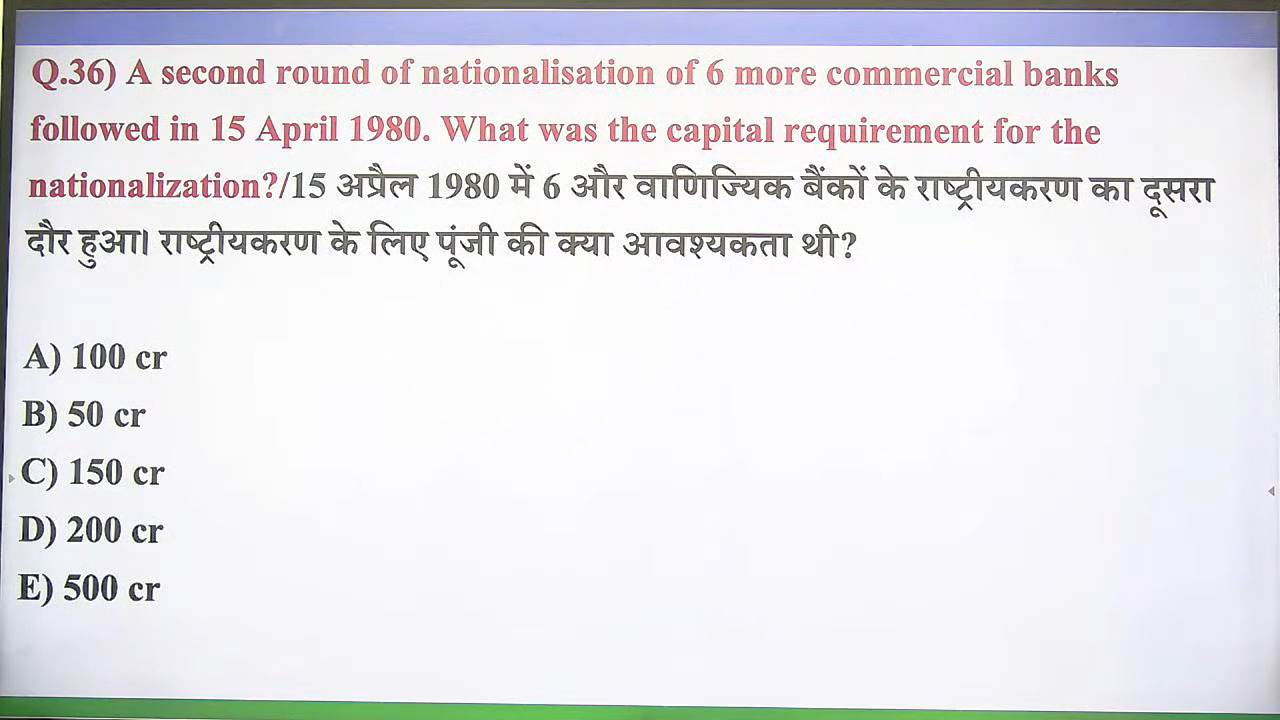 Q.36) A second round of nationalisation of 6 more commercial banks
followed in 15 April 1980. What was the capital requirement for the
nationalization?/15 अप्रैल 1980 में 6 और वाणिज्यिक बैंकों के राष्ट्रीयकरण का दूसरा
दौर हुआ। राष्ट्रीयकरण के लिए पूंजी की क्या आवश्यकता थी?
A) 100 cr
B) 50 cr
C) 150 cr
D) 200 cr
E) 500 cr